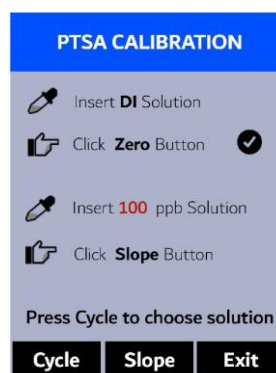 PTSA CALIBRATION
Insert DI Solution
Click Zero Button
Insert 100 ppb Solution
Click Slope Button
Press Cycle to choose solution
Cycle Slope Exit